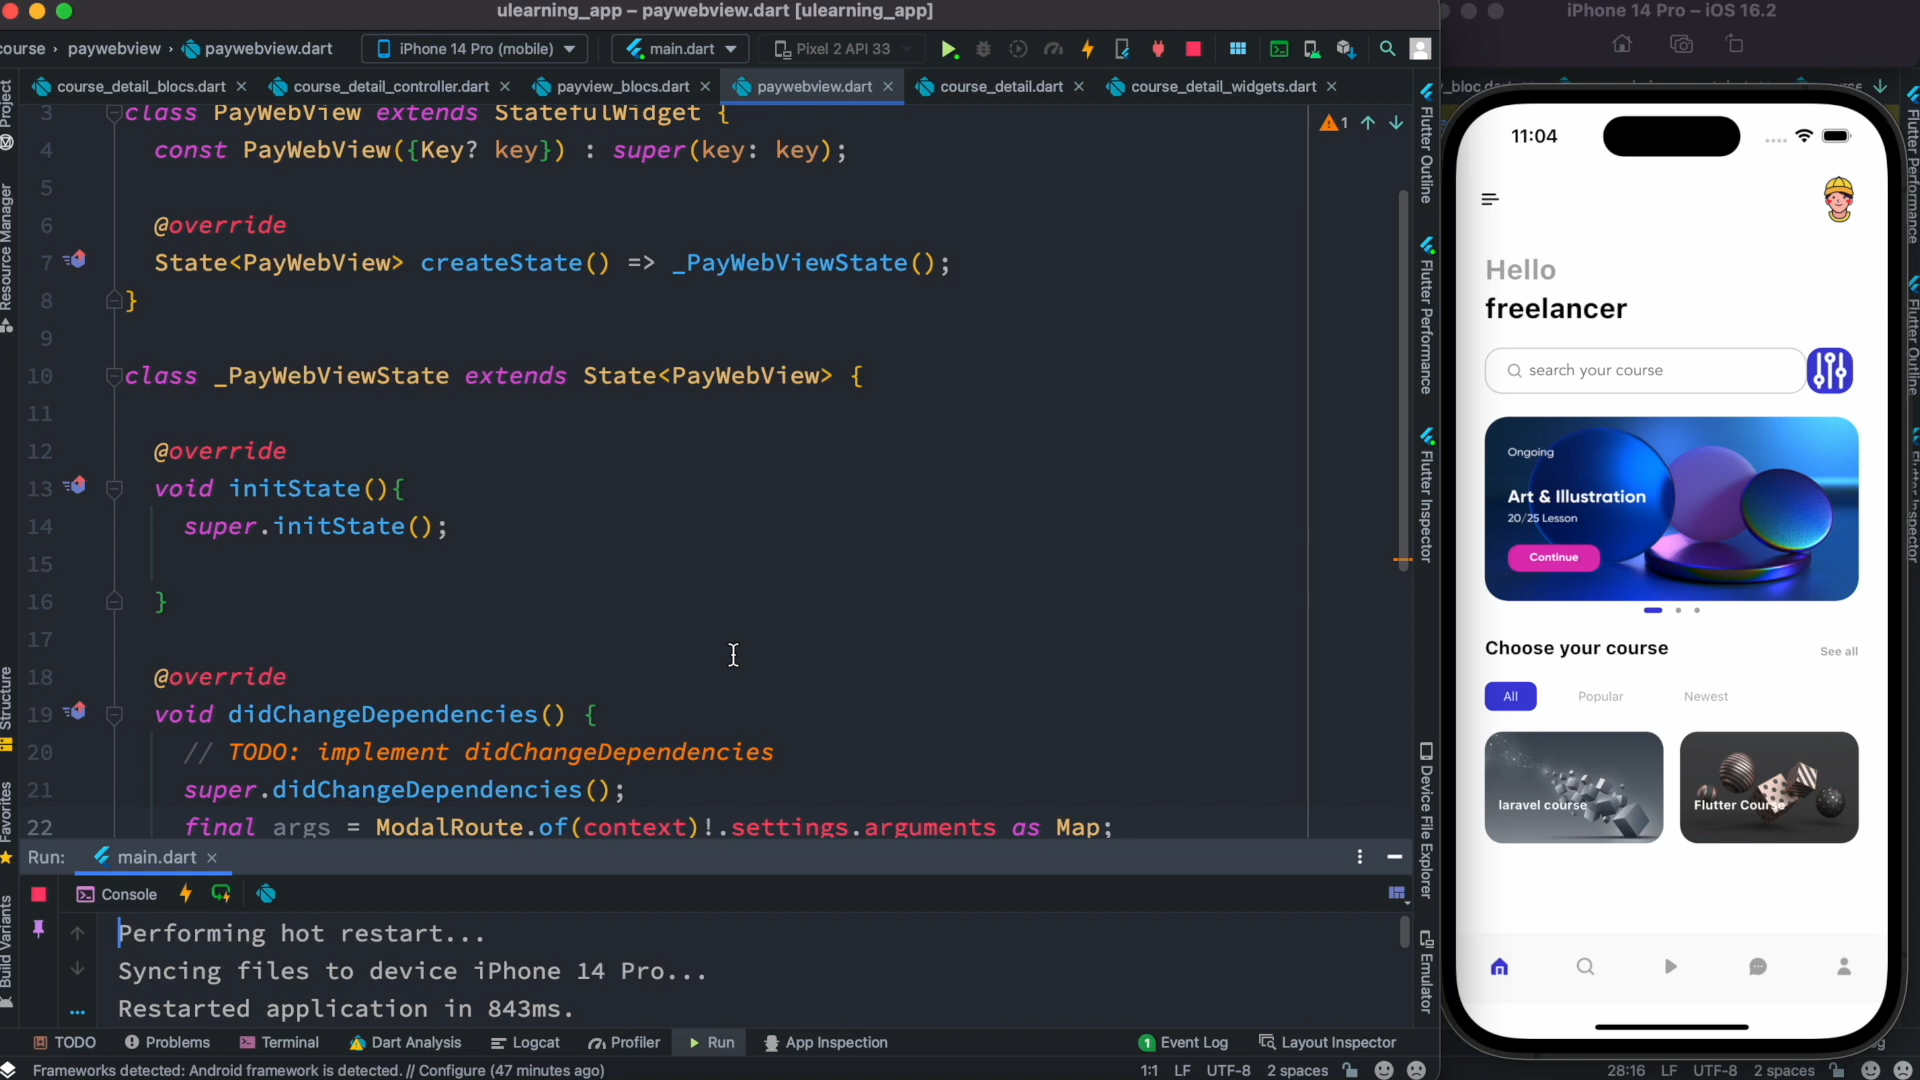 ulearning_app – paywebview.dart [ulearning_app]
course › paywebview › paywebview.dart
iPhone 14 Pro (mobile)
main.dart
Pixel 2 API 33
course_detail_blocs.dart
course_detail_controller.dart
payview_blocs.dart
paywebview.dart
course_detail.dart
course_detail_widgets.dart
3 class PayWebView extends StatefulWidget {
4 const PayWebView({Key? key}) : super(key: key);
5
6 @override
7 State<PayWebView> createState() => _PayWebViewState();
8 }
9
10 class _PayWebViewState extends State<PayWebView> {
11
12 @override
13 void initState(){
14 super.initState();
15
16 }
17
18 @override
19 void didChangeDependencies() {
20 // TODO: implement didChangeDependencies
21 super.didChangeDependencies();
22 final args = ModalRoute.of(context)!.settings.arguments as Map;
1
Project
Resource Manager
Structure
Favorites
Build Variants
Flutter Outline
Flutter Performance
Flutter Inspector
Device File Explorer
Emulator
Run: main.dart
Console
Performing hot restart...
Syncing files to device iPhone 14 Pro...
Restarted application in 843ms.
TODO
Problems
Terminal
Dart Analysis
Logcat
Profiler
Run
App Inspection
1 Event Log
Layout Inspector
Frameworks detected: Android framework is detected. // Configure (47 minutes ago)
1:1 LF UTF-8 2 spaces
iPhone 14 Pro – iOS 16.2
11:04
Hello
freelancer
search your course
Ongoing
Art & Illustration
20/25 Lesson
Continue
Choose your course
See all
All
Popular
Newest
laravel course
Flutter Course
Flutter Performance
Flutter Outline
28:16 LF UTF-8 2 spaces